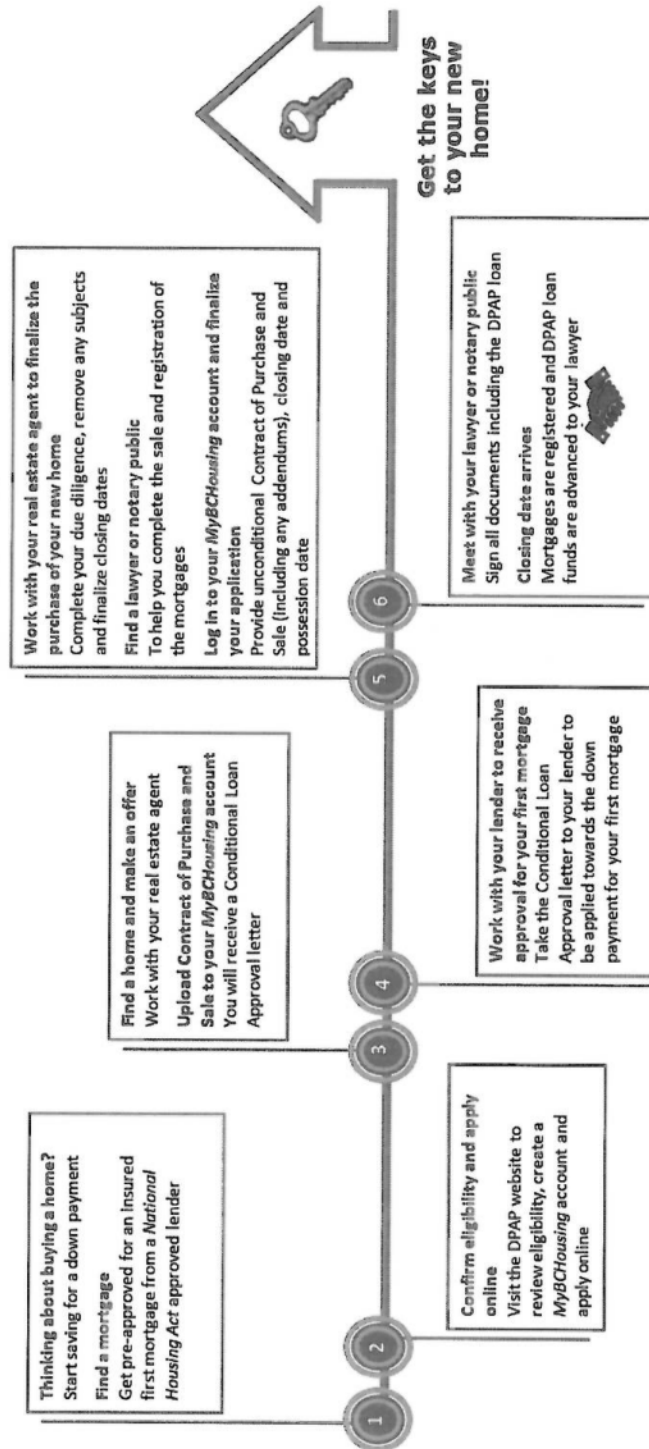 Thinking about buying a home?
Start saving for a down payment
Find a mortgage
Get pre-approved for an Insured
first mortgage from a National
Housing Act approved lender
1
2
Confirm eligibility and apply
online
Visit the DPAP website to
review eligibility, create a
MyBCHousing account and
apply online
Find a home and make an offer
Work with your real estate agent
Upload Contract of Purchase and
Sale to your MyBCHousing account
You will receive a Conditional Loan
Approval letter
3
4
Work with your lender to receive
approval for your first mortgage
Take the Conditional Loan
Approval letter to your lender to
be applied towards the down
payment for your first mortgage
Work with your real estate agent to finalize the
purchase of your new home
Complete your due diligence, remove any subjects
and finalize closing dates
Find a lawyer or notary public
To help you complete the sale and registration of
the mortgages
Log in to your MyBCHousing account and finalize
your application
Provide unconditional Contract of Purchase and
Sale (including any addendums), closing date and
possession date
5
6
Meet with your lawyer or notary public
Sign all documents including the DPAP loan
Closing date arrives
Mortgages are registered and DPAP loan
funds are advanced to your lawyer
Get the keys
to your new
home!